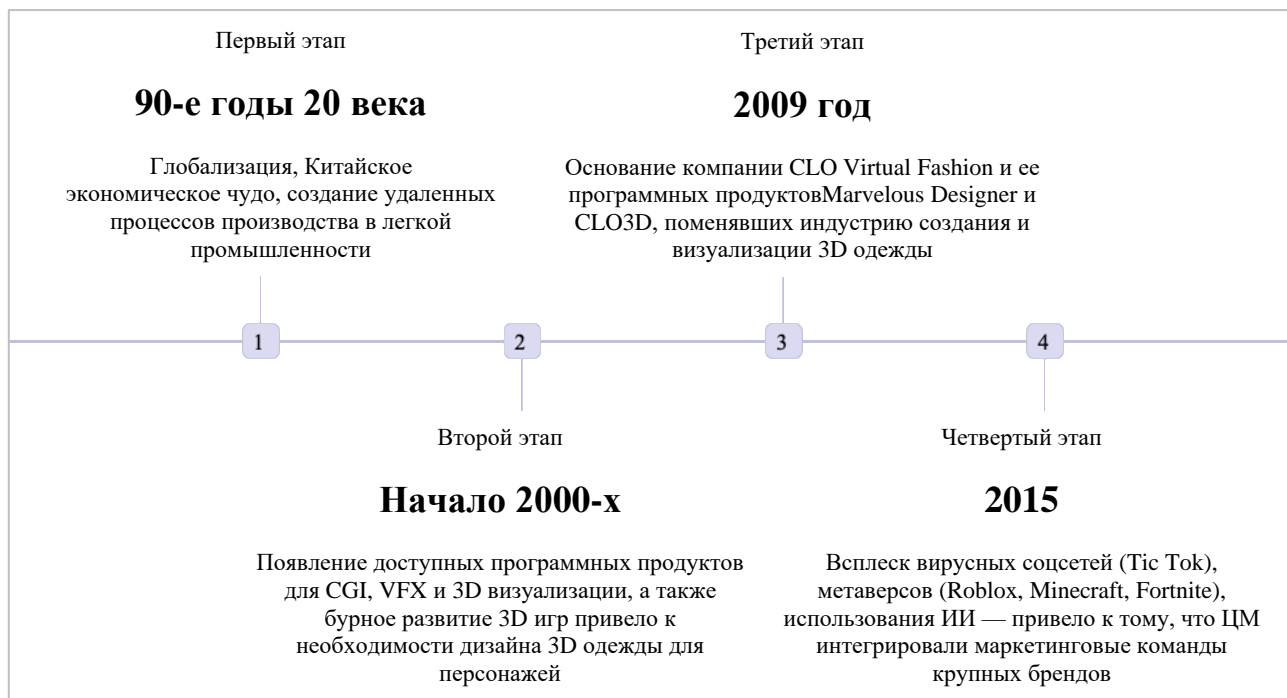 Первый этап
90-е годы 20 века
Глобализация, Китайское
экономическое чудо, создание удаленных
процессов производства в легкой
промышленности
Третий этап
2009 год
Основание компании CLO Virtual Fashion и ее
программных продуктовMarvelous Designer и
CLO3D, поменявших индустрию создания и
визуализации 3D одежды
1
2
3
4
Второй этап
Начало 2000-х
Появление доступных программных продуктов
для CGI, VFX и 3D визуализации, а также
бурное развитие 3D игр привело к
необходимости дизайна 3D одежды для
персонажей
Четвертый этап
2015
Всплеск вирусных соцсетей (Tic Tok),
метаверсов (Roblox, Minecraft, Fortnite),
использования ИИ — привело к тому, что ЦМ
интегрировали маркетинговые команды
крупных брендов